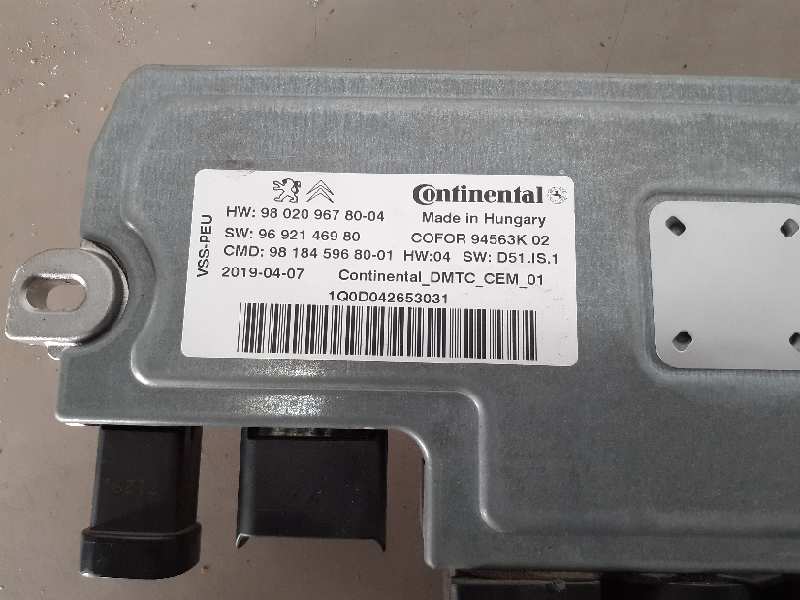 Continental
HW: 98 020 967 80-04 Made in Hungary
SW: 96 921 469 80 COFOR 94563K 02
CMD: 98 184 596 80-01 HW:04 SW: D51.IS.1
2019-04-07 Continental_DMTC_CEM_01
1Q0D042653031
VSS-PEU